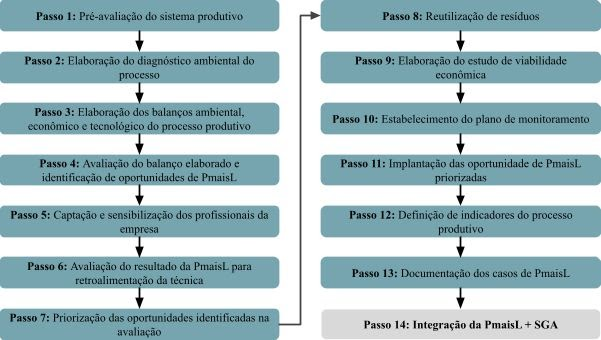 Passo 1: Pré-avaliação do sistema produtivo
Passo 2: Elaboração do diagnóstico ambiental do
processo
Passo 3: Elaboração dos balanços ambiental,
econômico e tecnológico do processo produtivo
Passo 4: Avaliação do balanço elaborado e
identificação de oportunidades de PmaisL
Passo 5: Captação e sensibilização dos profissionais da
empresa
Passo 6: Avaliação do resultado da PmaisL para
retroalimentação da técnica
Passo 7: Priorização das oportunidades identificadas na
avaliação
Passo 8: Reutilização de resíduos
Passo 9: Elaboração do estudo de viabilidade
econômica
Passo 10: Estabelecimento do plano de monitoramento
Passo 11: Implantação das oportunidade de PmaisL
priorizadas
Passo 12: Definição de indicadores do processo
produtivo
Passo 13: Documentação dos casos de PmaisL
Passo 14: Integração da PmaisL + SGA